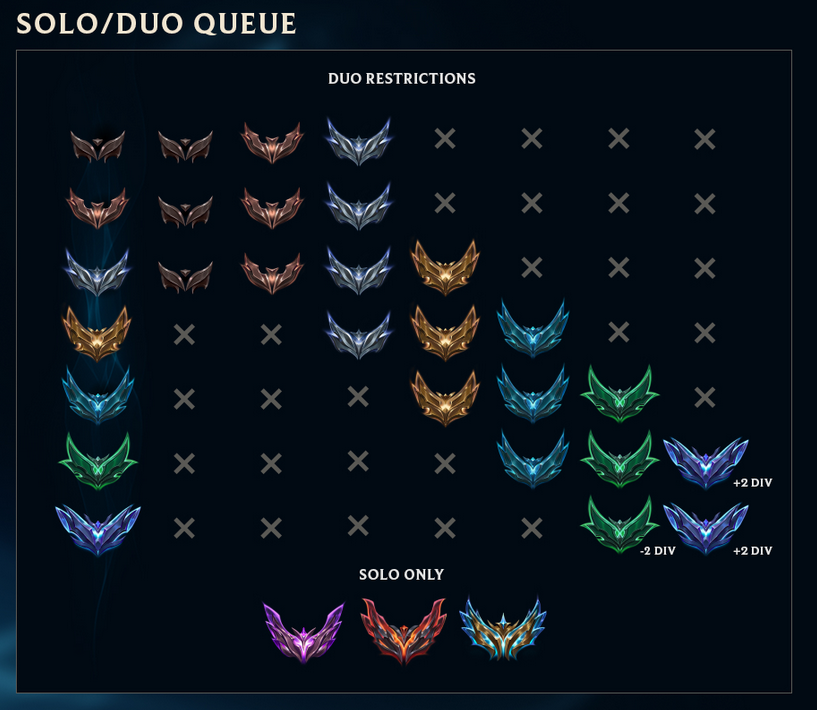 SOLO/DUO QUEUE
DUO RESTRICTIONS
+2 DIV
-2 DIV +2 DIV
SOLO ONLY